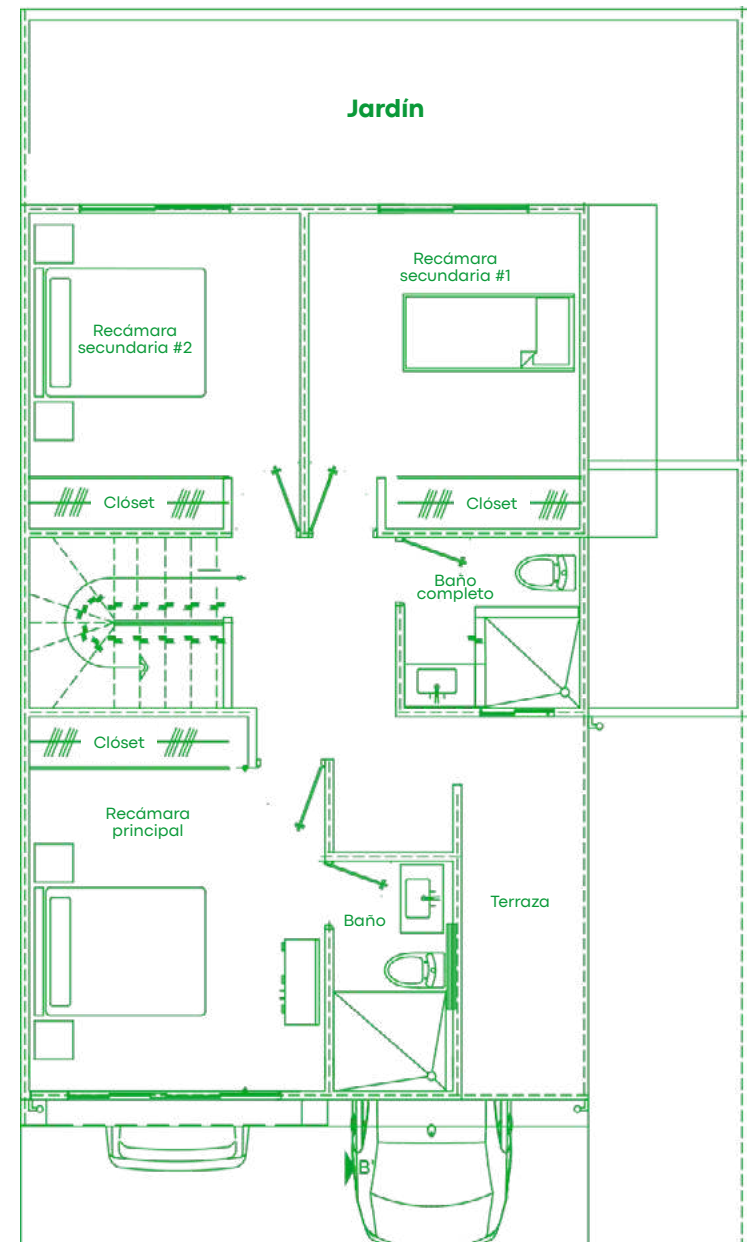 Jardín
Recámara
secundaria #1
Recámara
secundaria #2
Clóset
Clóset
Baño
completo
Clóset
Recámara
principal
Terraza
Baño
B'